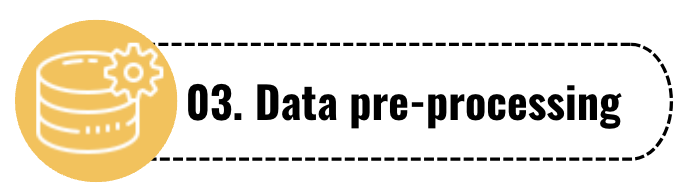 03. Data pre-processing